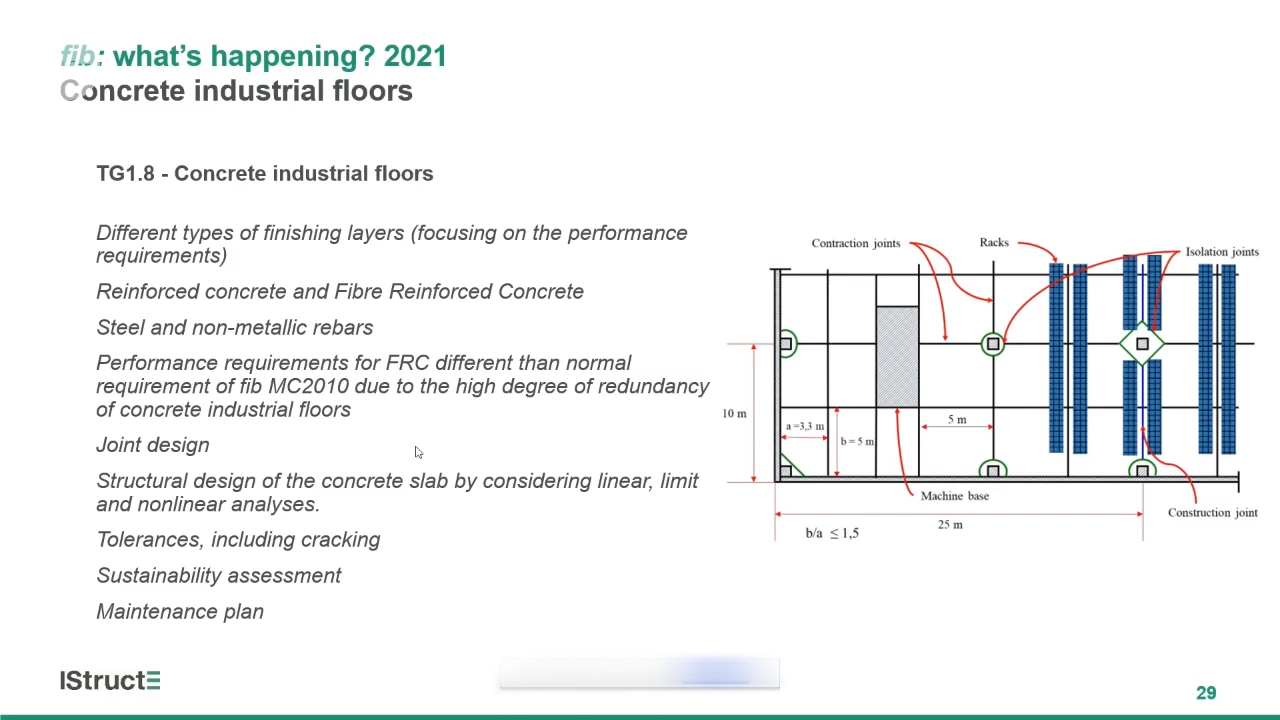 fib: what’s happening? 2021
Concrete industrial floors
TG1.8 - Concrete industrial floors
Different types of finishing layers (focusing on the performance
requirements)
Reinforced concrete and Fibre Reinforced Concrete
Steel and non-metallic rebars
Performance requirements for FRC different than normal
requirement of fib MC2010 due to the high degree of redundancy
of concrete industrial floors
Joint design
Structural design of the concrete slab by considering linear, limit
and nonlinear analyses.
Tolerances, including cracking
Sustainability assessment
Maintenance plan
Contraction joints
Racks
Isolation joints
10 m
a =3,3 m
b = 5 m
5 m
Machine base
Construction joint
25 m
b/a ≤ 1,5
IStructE
29